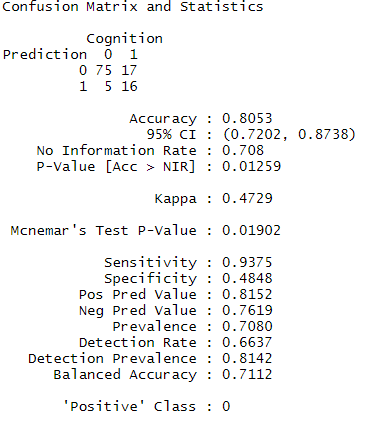 Confusion Matrix and Statistics
Cognition
Prediction 0 1
0 75 17
1 5 16
Accuracy : 0.8053
95% CI : (0.7202, 0.8738)
No Information Rate : 0.708
P-Value [Acc > NIR] : 0.01259
Kappa : 0.4729
Mcnemar's Test P-Value : 0.01902
Sensitivity : 0.9375
Specificity : 0.4848
Pos Pred Value : 0.8152
Neg Pred Value : 0.7619
Prevalence : 0.7080
Detection Rate : 0.6637
Detection Prevalence : 0.8142
Balanced Accuracy : 0.7112
'Positive' Class : 0